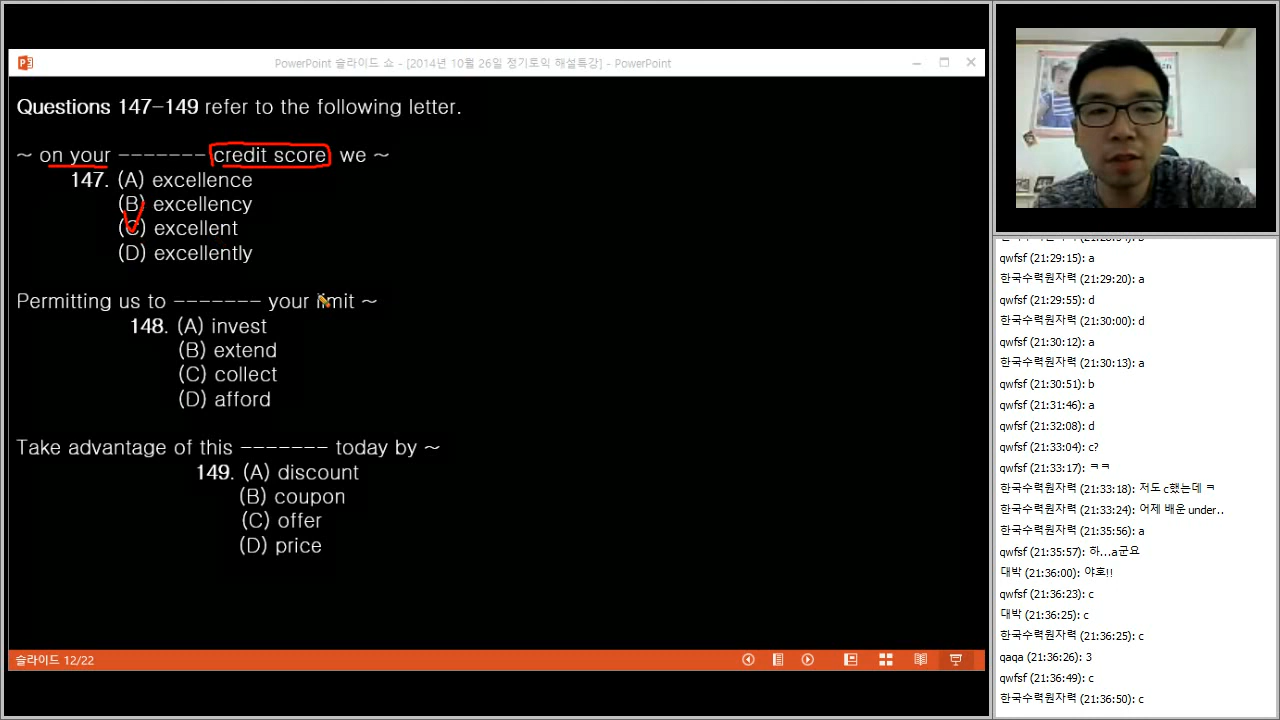 PowerPoint 슬라이드 쇼 - [2014년 10월 26일 정기토익 해설특강] - PowerPoint
Questions 147-149 refer to the following letter.
~ on your ------- credit score we ~
147. (A) excellence
(B) excellency
(C) excellent
(D) excellently
Permitting us to ------- your limit ~
148. (A) invest
(B) extend
(C) collect
(D) afford
Take advantage of this ------- today by ~
149. (A) discount
(B) coupon
(C) offer
(D) price
슬라이드 12/22
qwfsf (21:29:15): a
한국수력원자력 (21:29:20): a
qwfsf (21:29:55): d
한국수력원자력 (21:30:00): d
qwfsf (21:30:12): a
한국수력원자력 (21:30:13): a
qwfsf (21:30:51): b
qwfsf (21:31:46): a
qwfsf (21:32:08): d
qwfsf (21:33:04): c?
qwfsf (21:33:17): ㅋㅋ
한국수력원자력 (21:33:18): 저도 c했는데 ㅋ
한국수력원자력 (21:33:24): 어제 배운 under..
한국수력원자력 (21:35:56): a
qwfsf (21:35:57): 하...a군요
대박 (21:36:00): 야호!!
qwfsf (21:36:23): c
대박 (21:36:25): c
한국수력원자력 (21:36:25): c
qaqa (21:36:26): 3
qwfsf (21:36:49): c
한국수력원자력 (21:36:50): c